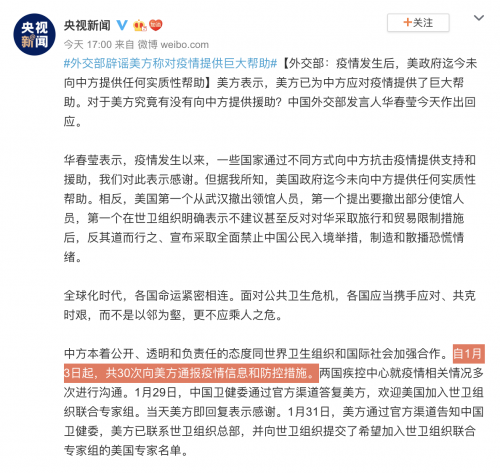 央视新闻
央视
新闻
+关注
今天 17:00 来自 微博 weibo.com
#外交部辟谣美方称对疫情提供巨大帮助#【外交部：疫情发生后，美政府迄今未
向中方提供任何实质性帮助】美方表示，美方已为中方应对疫情提供了巨大帮
助。对于美方究竟有没有向中方提供援助？中国外交部发言人华春莹今天作出回
应。
华春莹表示，疫情发生以来，一些国家通过不同方式向中方抗击疫情提供支持和
援助，我们对此表示感谢。但据我所知，美国政府迄今未向中方提供任何实质性
帮助。相反，美国第一个从武汉撤出领馆人员，第一个提出要撤出部分使馆人
员，第一个在世卫组织明确表示不建议甚至反对对华采取旅行和贸易限制措施
后，反其道而行之、宣布采取全面禁止中国公民入境举措，制造和散播恐慌情
绪。
全球化时代，各国命运紧密相连。面对公共卫生危机，各国应当携手应对、共克
时艰，而不是以邻为壑，更不应乘人之危。
中方本着公开、透明和负责任的态度同世界卫生组织和国际社会加强合作。自1月
3日起，共30次向美方通报疫情信息和防控措施。两国疾控中心就疫情相关情况多
次进行沟通。1月29日，中国卫健委通过官方渠道答复美方，欢迎美国加入世卫组
织联合专家组。当天美方即回复表示感谢。1月31日，美方通过官方渠道告知中国
卫健委，美方已联系世卫组织总部，并向世卫组织提交了希望加入世卫组织联合
专家组的美国专家名单。